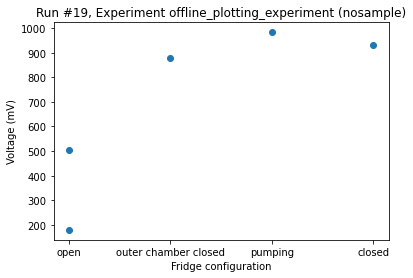 Run #19, Experiment offline_plotting_experiment (nosample)
1000
900
800
700
600
500
400
300
200
Voltage (mV)
open outer chamber closed pumping closed
Fridge configuration